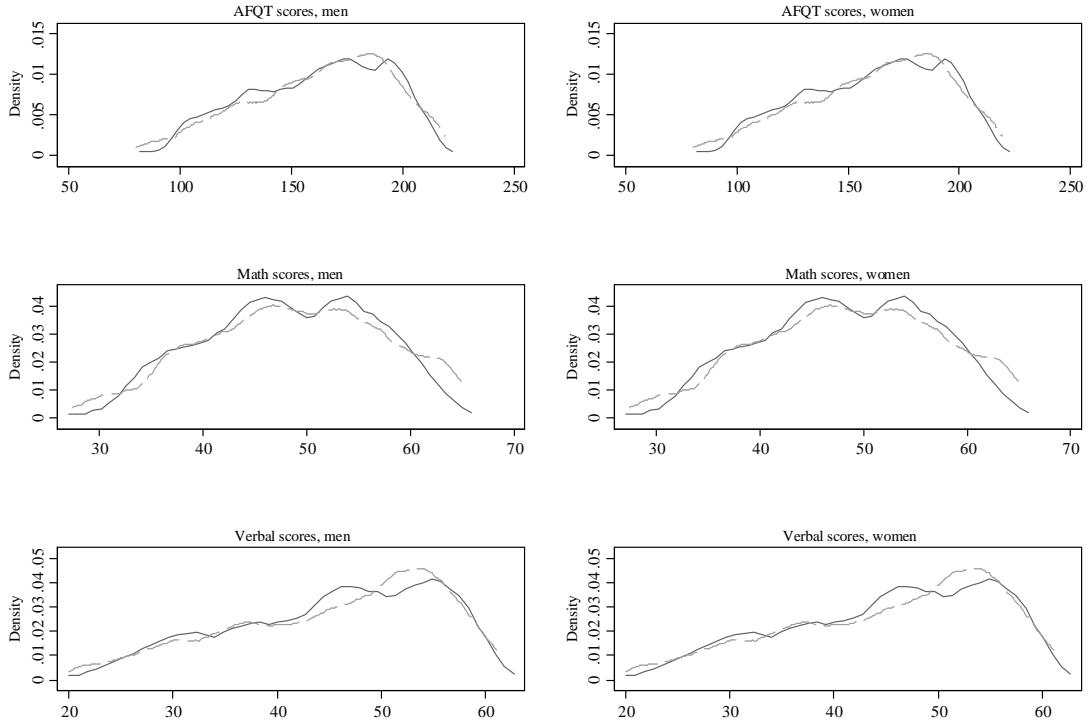 AFQT scores, men
Density
0 .005 .01 .015
50 100 150 200 250
AFQT scores, women
Density
0 .005 .01 .015
50 100 150 200 250
Math scores, men
Density
0 .01 .02 .03 .04
30 40 50 60 70
Math scores, women
Density
0 .01 .02 .03 .04
30 40 50 60 70
Verbal scores, men
Density
0 .01 .02 .03 .04 .05
20 30 40 50 60
Verbal scores, women
Density
0 .01 .02 .03 .04 .05
20 30 40 50 60